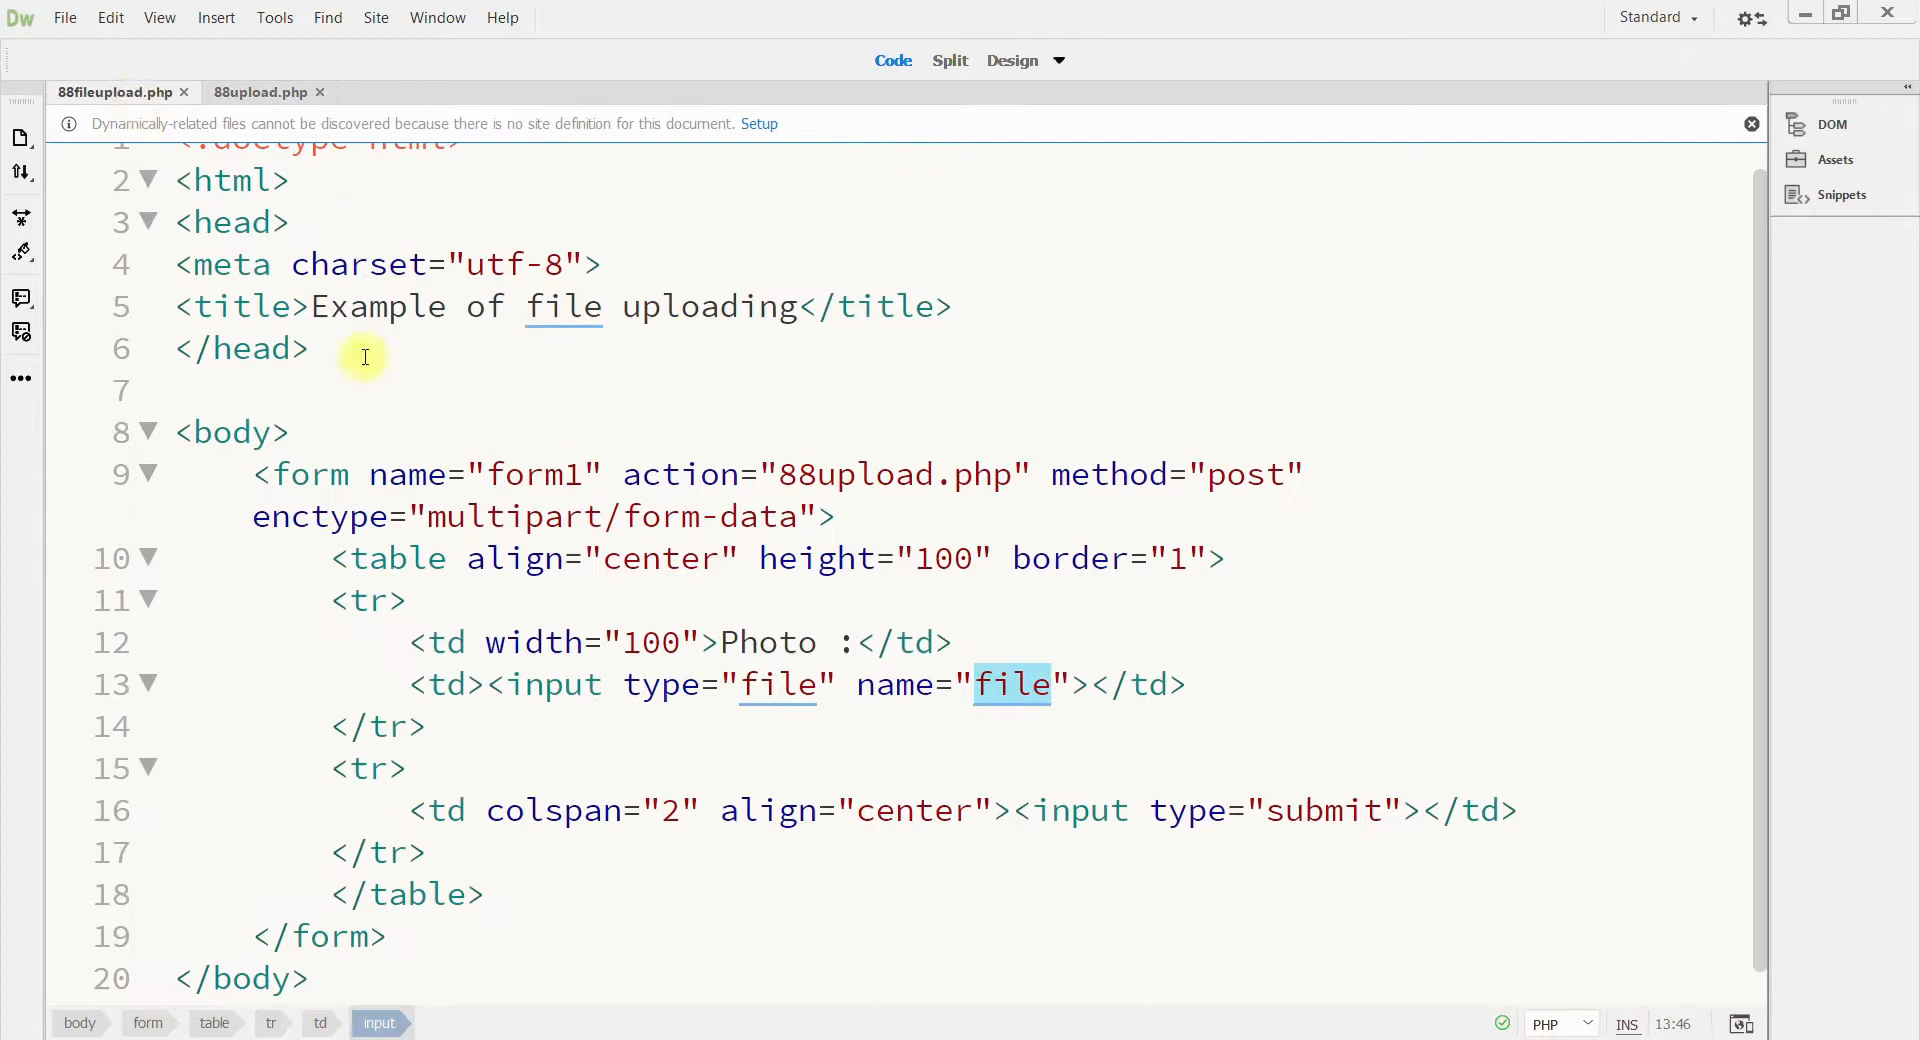 Dw File Edit View Insert Tools Find Site Window Help Standard
Code Split Design
88fileupload.php 88upload.php
Dynamically-related files cannot be discovered because there is no site definition for this document. Setup
DOM
Assets
Snippets
1 <!doctype html>
2 <html>
3 <head>
4 <meta charset="utf-8">
5 <title>Example of file uploading</title>
6 </head>
7
8 <body>
9 <form name="form1" action="88upload.php" method="post"
enctype="multipart/form-data">
10 <table align="center" height="100" border="1">
11 <tr>
12 <td width="100">Photo :</td>
13 <td><input type="file" name="file"></td>
14 </tr>
15 <tr>
16 <td colspan="2" align="center"><input type="submit"></td>
17 </tr>
18 </table>
19 </form>
20 </body>
body form table tr td input PHP INS 13:46